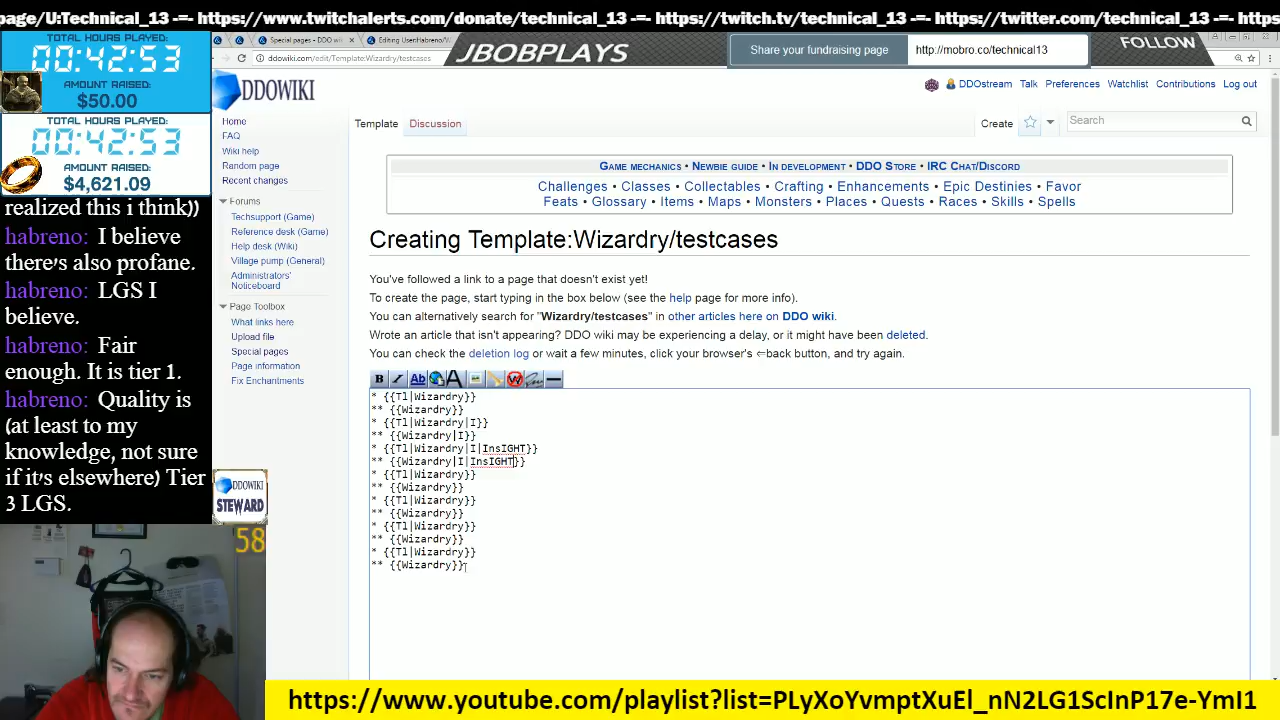 page/U:Technical_13 -=- https://www.twitchalerts.com/donate/technical_13 -=- https://twitch.tv/technical_13 -=- https://twitter.com/technical_13 -=- https
TOTAL HOURS PLAYED:
00:42:53
AMOUNT RAISED:
$50.00
TOTAL HOURS PLAYED:
00:42:53
AMOUNT RAISED:
$4,621.09
realized this i think))
habreno: I believe
there's also profane.
habreno: LGS I
believe.
habreno: Fair
enough. It is tier 1.
habreno: Quality is
(at least to my
knowledge, not sure
if it's elsewhere) Tier
3 LGS.
Special pages - DDO wi
Editing User:Habreno/W
JBOBPLAYS
Share your fundraising page
http://mobro.co/technical13
FOLLOW
ddowiki.com/edit/Template:Wizardry/testcases
DDOWIKI
DDOstream Talk Preferences Watchlist Contributions Log out
Home
FAQ
Wiki help
Random page
Recent changes
Forums
Techsupport (Game)
Reference desk (Game)
Help desk (Wiki)
Village pump (General)
Administrators'
Noticeboard
Page Toolbox
What links here
Upload file
Special pages
Page information
Fix Enchantments
Template Discussion
Create
Search
Game mechanics • Newbie guide • In development • DDO Store • IRC Chat/Discord
Challenges • Classes • Collectables • Crafting • Enhancements • Epic Destinies • Favor
Feats • Glossary • Items • Maps • Monsters • Places • Quests • Races • Skills • Spells
Creating Template:Wizardry/testcases
You've followed a link to a page that doesn't exist yet!
To create the page, start typing in the box below (see the help page for more info).
You can alternatively search for "Wizardry/testcases" in other articles here on DDO wiki.
Wrote an article that isn't appearing? DDO wiki may be experiencing a delay, or it might have been deleted.
You can check the deletion log or wait a few minutes, click your browser's ⇐back button, and try again.
B I Ab A
* {{Tl|Wizardry}}
** {{Wizardry}}
* {{Tl|Wizardry|I}}
** {{Wizardry|I}}
* {{Tl|Wizardry|I|InsIGHT}}
** {{Wizardry|I|InsIGHT}}
* {{Tl|Wizardry}}
** {{Wizardry}}
* {{Tl|Wizardry}}
** {{Wizardry}}
* {{Tl|Wizardry}}
** {{Wizardry}}
* {{Tl|Wizardry}}
** {{Wizardry}}
DDOWIKI
STEWARD
58
https://www.youtube.com/playlist?list=PLyXoYvmptXuEl_nN2LG1ScInP17e-YmI1